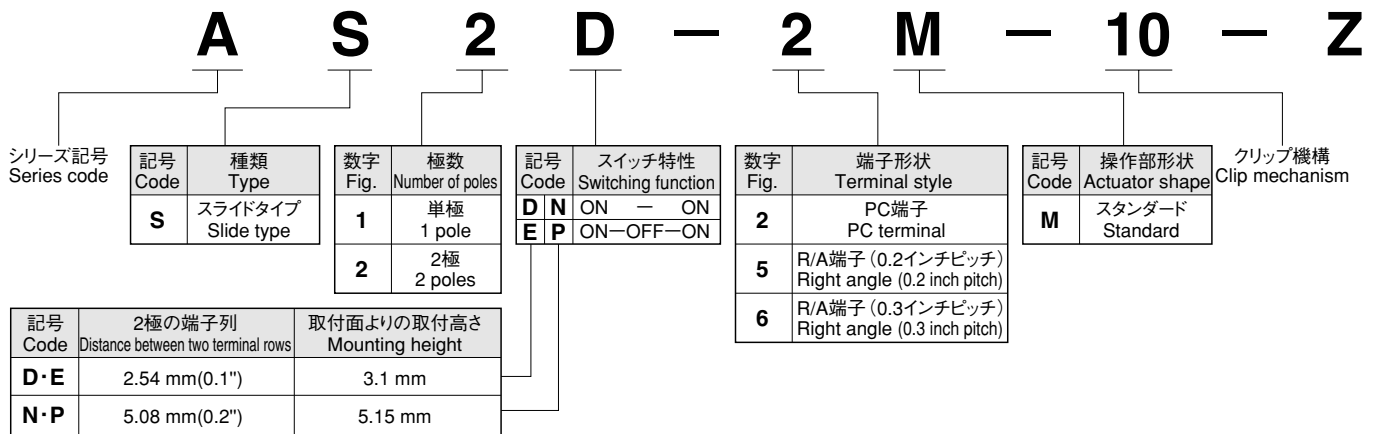 A S 2 D － 2 M － 10 － Z
シリーズ記号
Series code
記号 種類
Code Type
S スライドタイプ
Slide type
数字 極数
Fig. Number of poles
1 単極
1 pole
2 2極
2 poles
記号 スイッチ特性
Code Switching function
D N ON － ON
E P ON－OFF－ON
数字 端子形状
Fig. Terminal style
2 PC端子
PC terminal
5 R/A端子（0.2インチピッチ）
Right angle (0.2 inch pitch)
6 R/A端子（0.3インチピッチ）
Right angle (0.3 inch pitch)
記号 操作部形状
Code Actuator shape
M スタンダード
Standard
クリップ機構
Clip mechanism
記号 2極の端子列 取付面よりの取付高さ
Code Distance between two terminal rows Mounting height
D･E 2.54 mm(0.1") 3.1 mm
N･P 5.08 mm(0.2") 5.15 mm